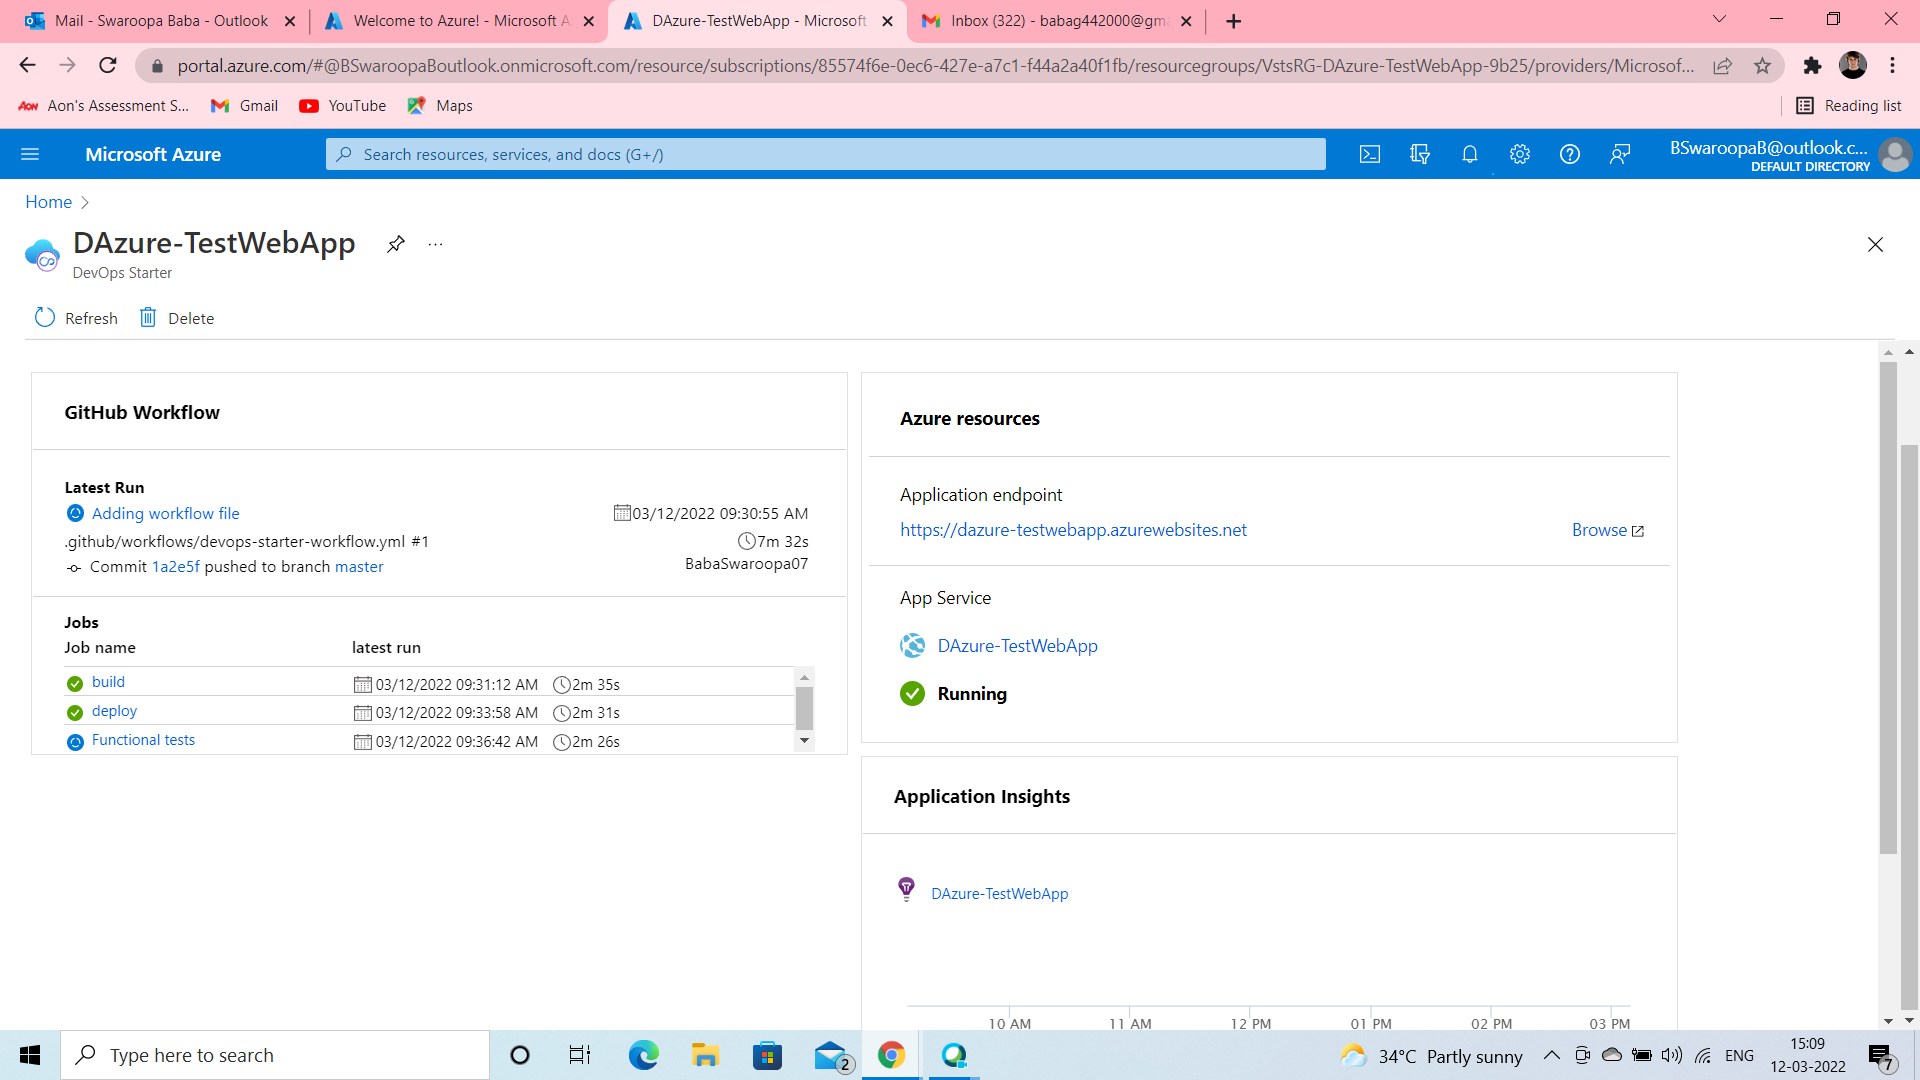 Mail - Swaroopa Baba - Outlook
Welcome to Azure! - Microsoft A
DAzure-TestWebApp - Microsoft
Inbox (322) - babag442000@gma
portal.azure.com/#@BSwaroopaBoutlook.onmicrosoft.com/resource/subscriptions/85574f6e-0ec6-427e-a7c1-f44a2a40f1fb/resourcegroups/VstsRG-DAzure-TestWebApp-9b25/providers/Microsof...
Aon Aon's Assessment S...
Gmail
YouTube
Maps
Reading list
Microsoft Azure
Search resources, services, and docs (G+/)
BSwaroopaB@outlook.c...
DEFAULT DIRECTORY
Home
DAzure-TestWebApp
...
DevOps Starter
Refresh
Delete
GitHub Workflow
Latest Run
Adding workflow file
03/12/2022 09:30:55 AM
.github/workflows/devops-starter-workflow.yml #1
7m 32s
Commit 1a2e5f pushed to branch master
BabaSwaroopa07
Jobs
Job name latest run
build 03/12/2022 09:31:12 AM 2m 35s
deploy 03/12/2022 09:33:58 AM 2m 31s
Functional tests 03/12/2022 09:36:42 AM 2m 26s
Azure resources
Application endpoint
https://dazure-testwebapp.azurewebsites.net Browse
App Service
DAzure-TestWebApp
Running
Application Insights
DAzure-TestWebApp
10 AM 11 AM 12 PM 01 PM 02 PM 03 PM
Type here to search
2
34°C Partly sunny
ENG
15:09
12-03-2022
7